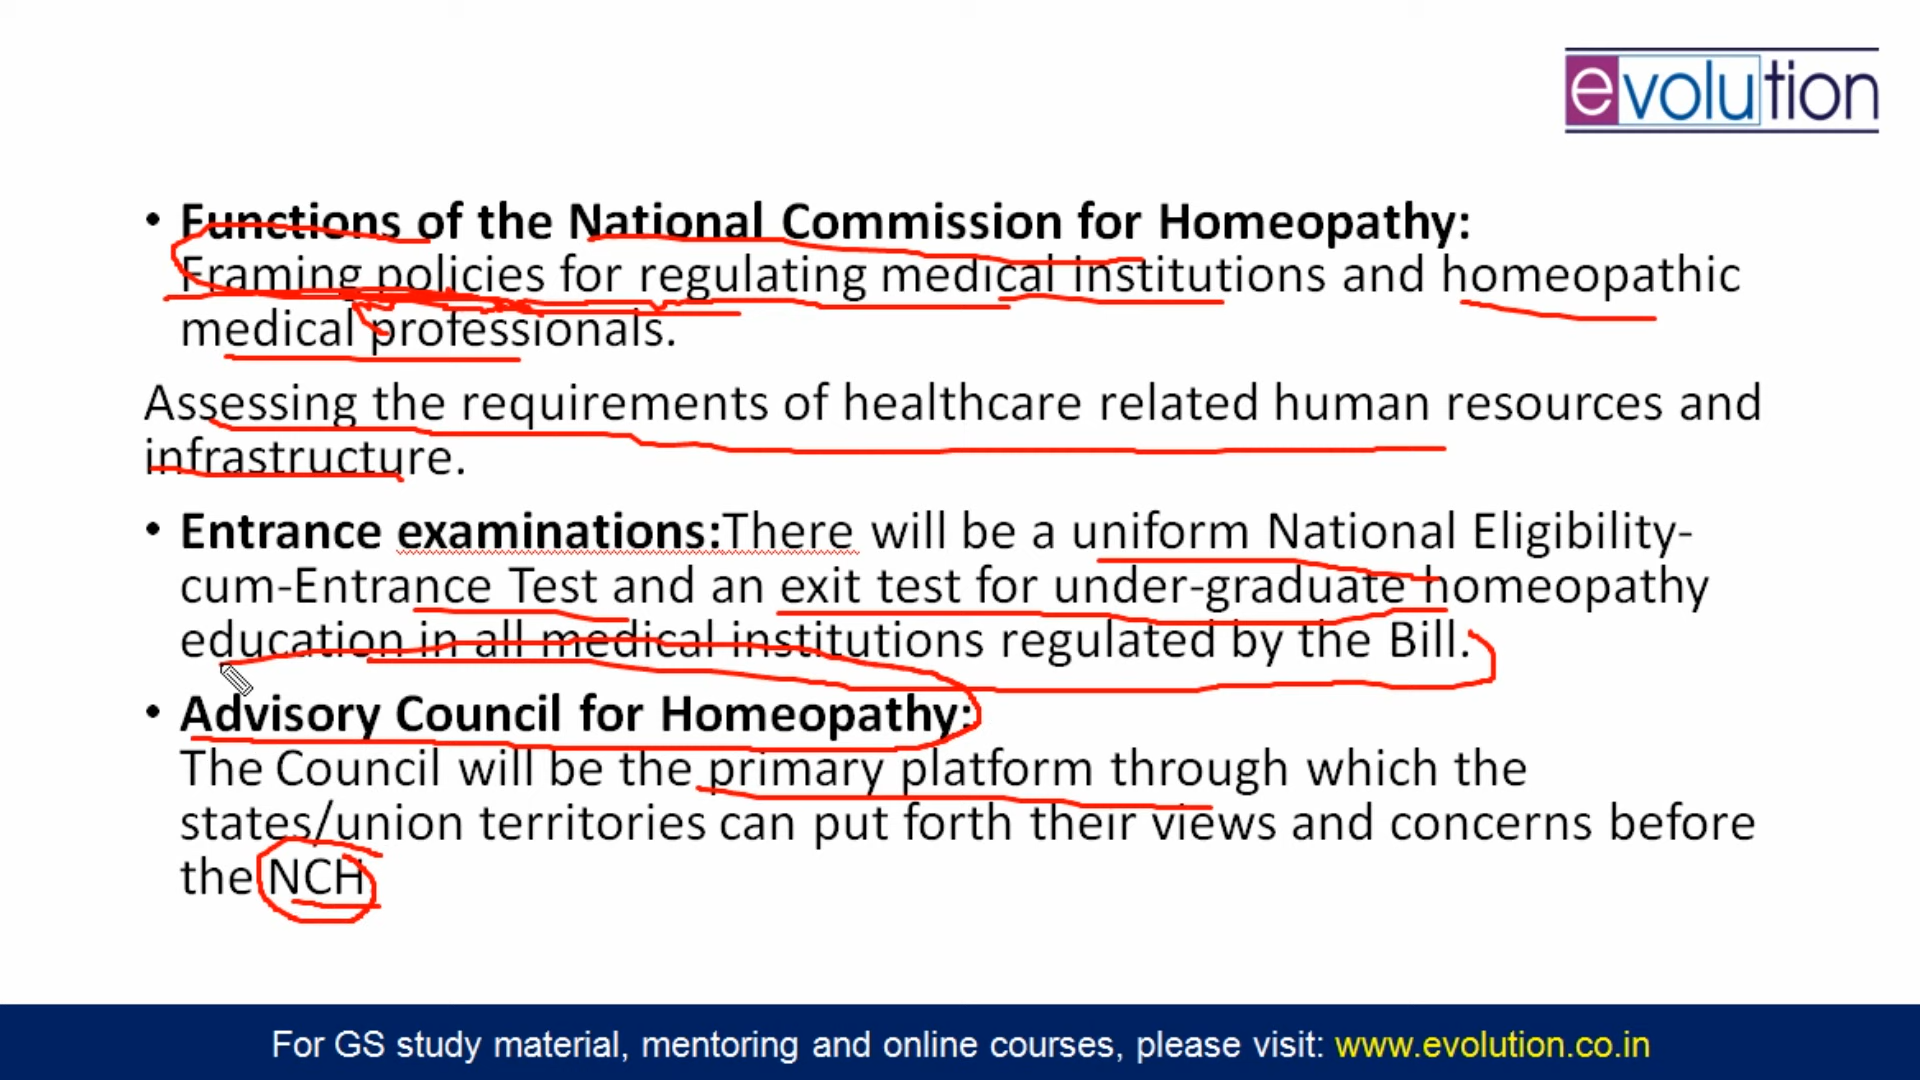 evolution
• Functions of the National Commission for Homeopathy:
Framing policies for regulating medical institutions and homeopathic
medical professionals.
Assessing the requirements of healthcare related human resources and
infrastructure.
• Entrance examinations:There will be a uniform National Eligibility-
cum-Entrance Test and an exit test for under-graduate homeopathy
education in all medical institutions regulated by the Bill.
• Advisory Council for Homeopathy:
The Council will be the primary platform through which the
states/union territories can put forth their views and concerns before
the NCH
For GS study material, mentoring and online courses, please visit: www.evolution.co.in